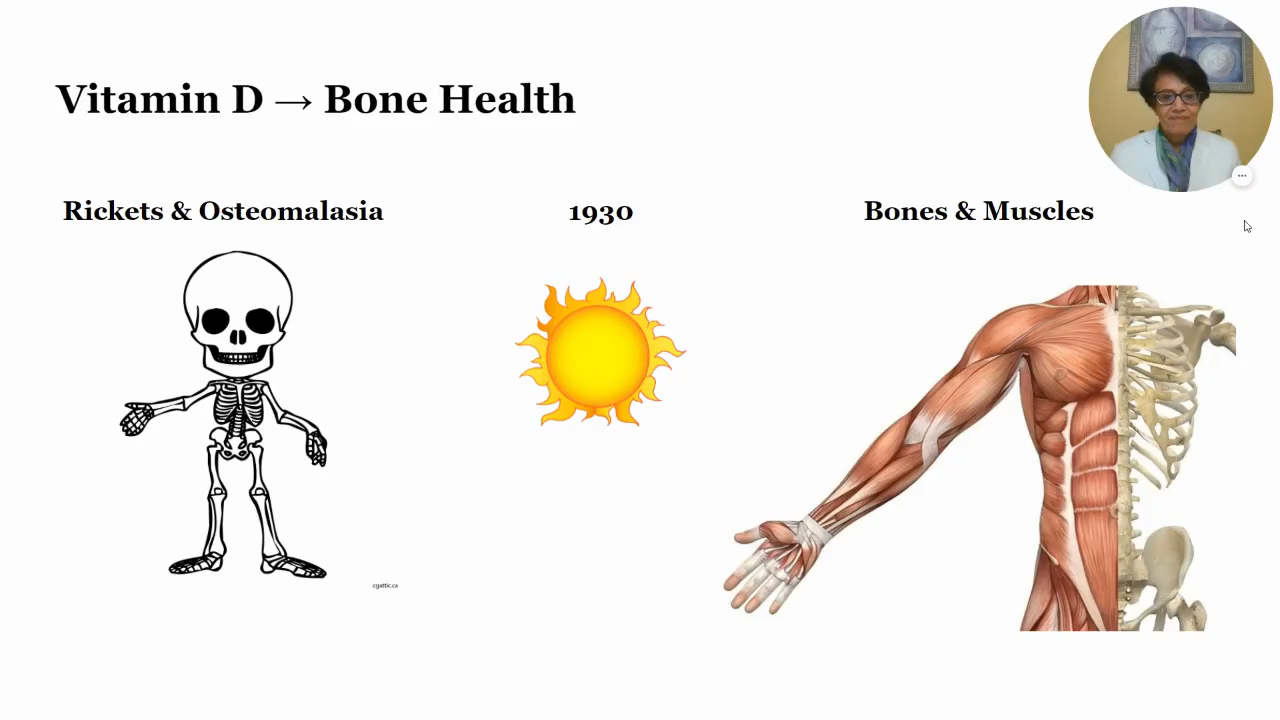 Vitamin D → Bone Health
Rickets & Osteomalasia
1930
Bones & Muscles
cgattic.ca